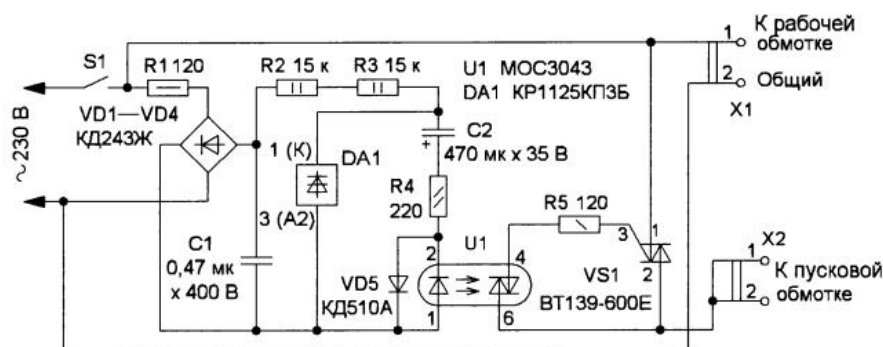 S1
R1 120
R2 15 к
R3 15 к
U1 MOC3043
DA1 КР1125КП3Б
1 К рабочей
обмотке
2 Общий
X1
~230 В
VD1—VD4
КД243Ж
1 (К)
DA1
3 (А2)
+
C2
470 мк х 35 В
R4
220
R5 120
U1
2
4
3
1
2
VS1
BT139-600E
C1
0,47 мк
х 400 В
VD5
КД510А
1
6
X2
1
К пусковой
2 обмотке